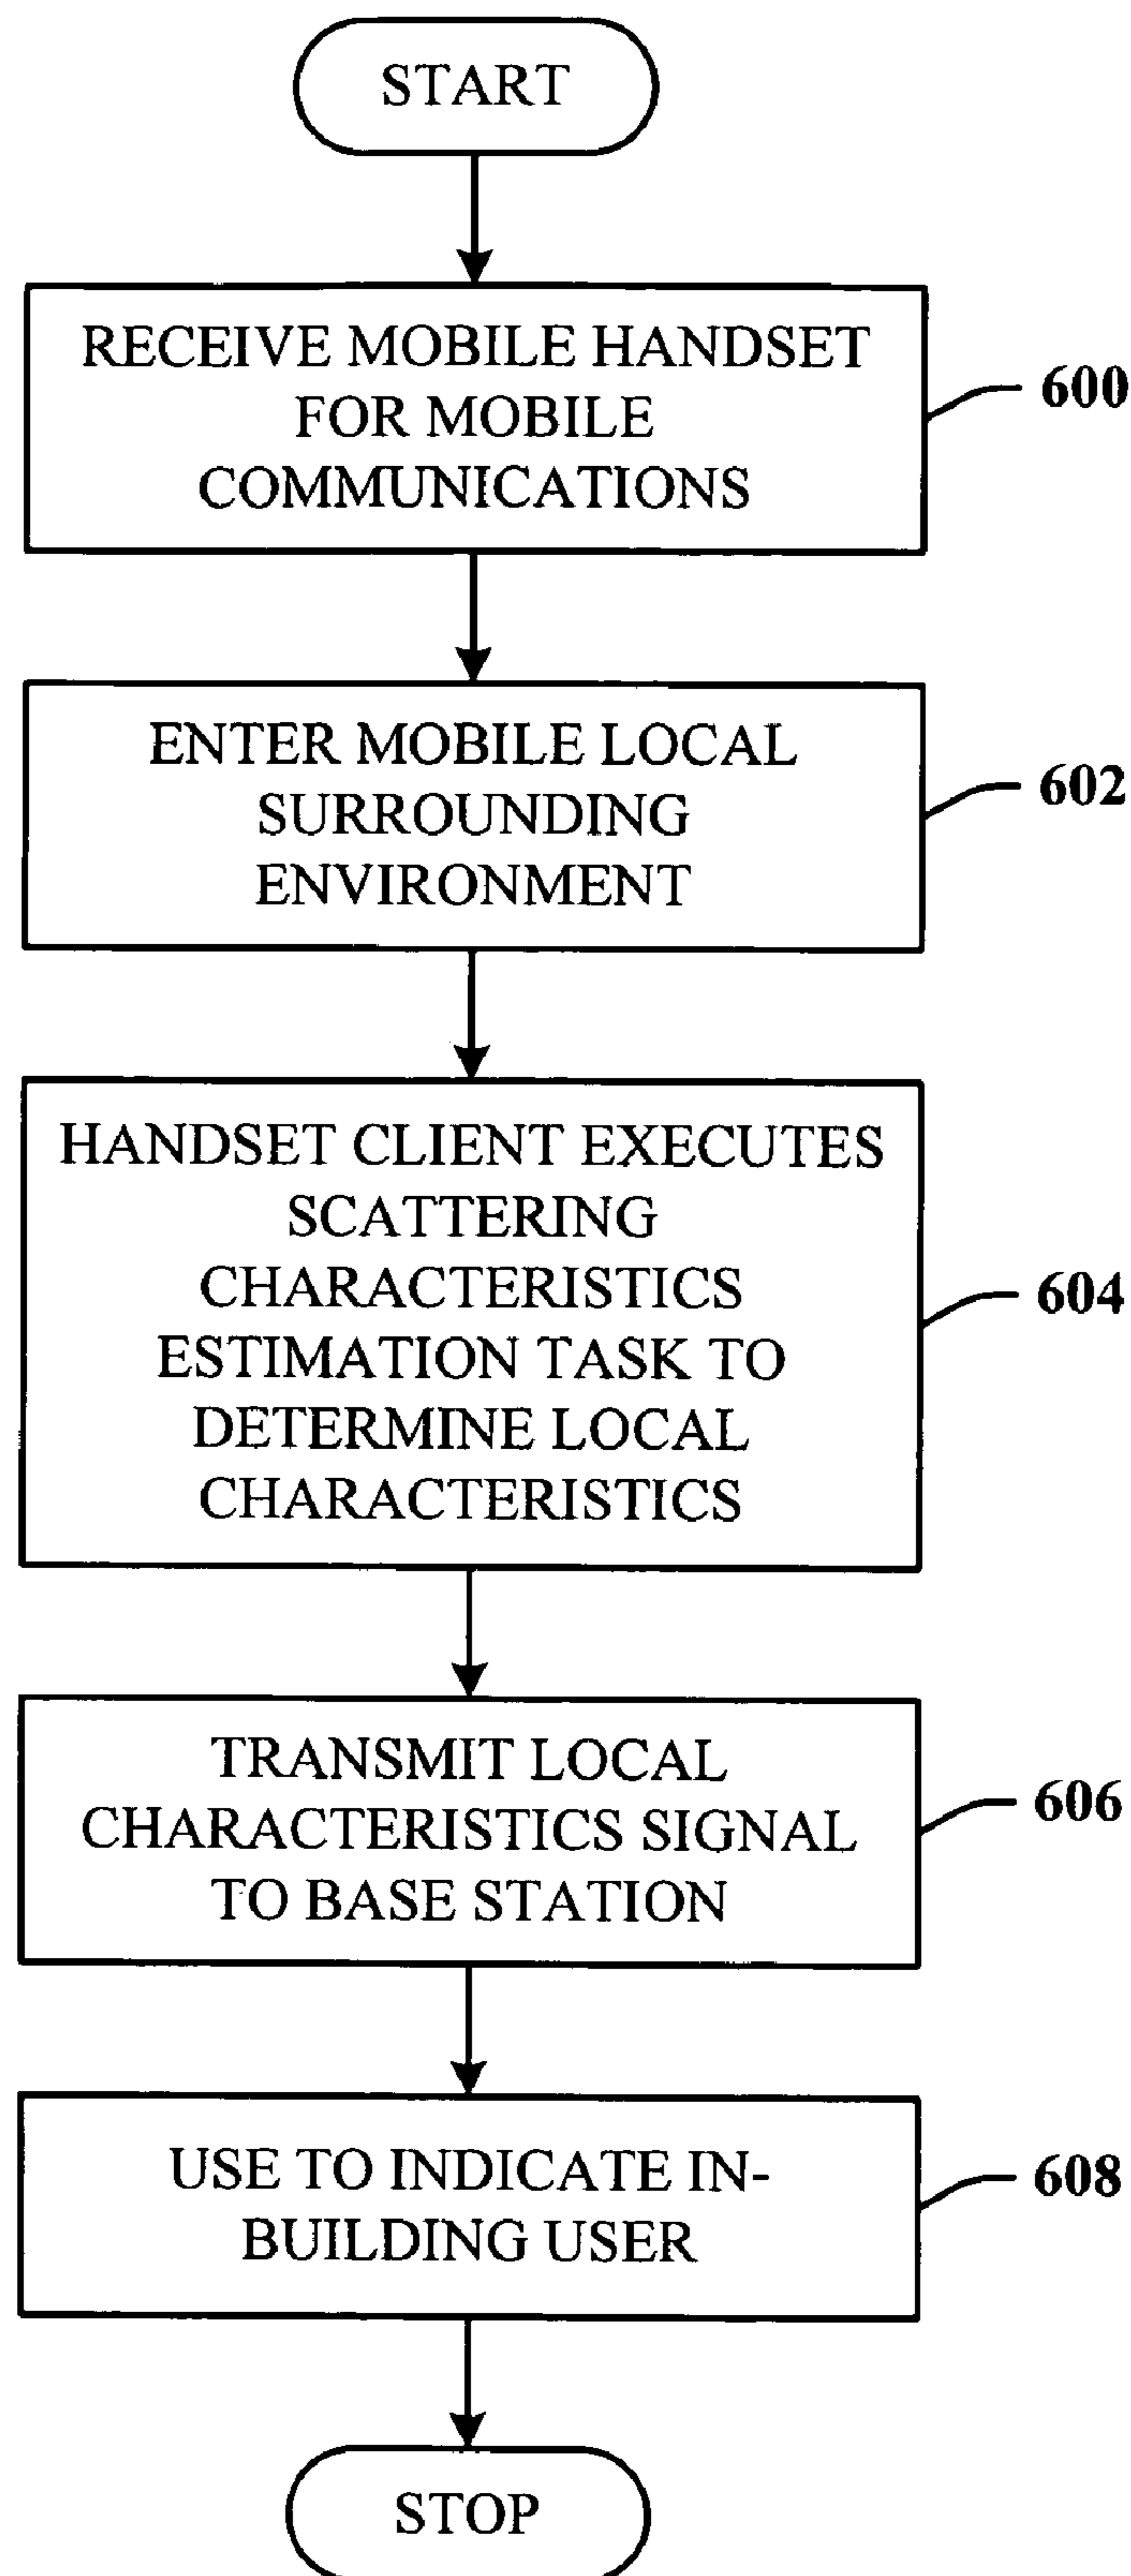 START
RECEIVE MOBILE HANDSET
FOR MOBILE
COMMUNICATIONS
600
ENTER MOBILE LOCAL
SURROUNDING
ENVIRONMENT
602
HANDSET CLIENT EXECUTES
SCATTERING
CHARACTERISTICS
ESTIMATION TASK TO
DETERMINE LOCAL
CHARACTERISTICS
604
TRANSMIT LOCAL
CHARACTERISTICS SIGNAL
TO BASE STATION
606
USE TO INDICATE IN-
BUILDING USER
608
STOP